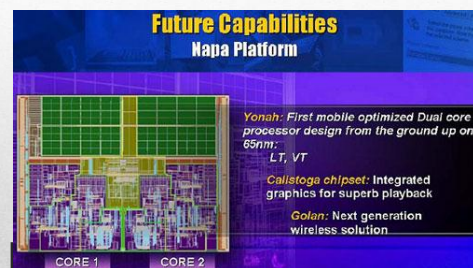 Future Capabilities
Napa Platform
Yonah: First mobile optimized Dual core
processor design from the ground up on
65nm:
LT, VT
Calistoga chipset: Integrated
graphics for superb playback
Golan: Next generation
wireless solution
CORE 1 CORE 2